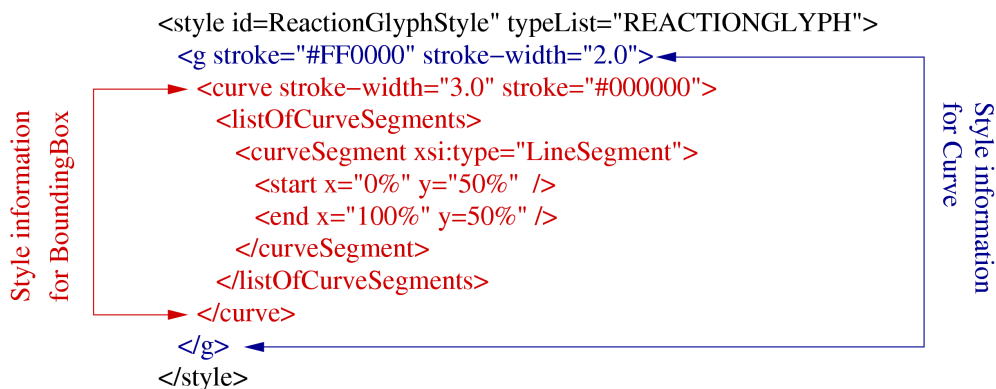 <style id=ReactionGlyphStyle" typeList="REACTIONGLYPH">
<g stroke="#FF0000" stroke-width="2.0">
<curve stroke-width="3.0" stroke="#000000">
<listOfCurveSegments>
<curveSegment xsi:type="LineSegment">
<start x="0%" y="50%" />
<end x="100%" y=50%" />
</curveSegment>
</listOfCurveSegments>
</curve>
</g>
</style>
Style information
for BoundingBox
Style information
for Curve